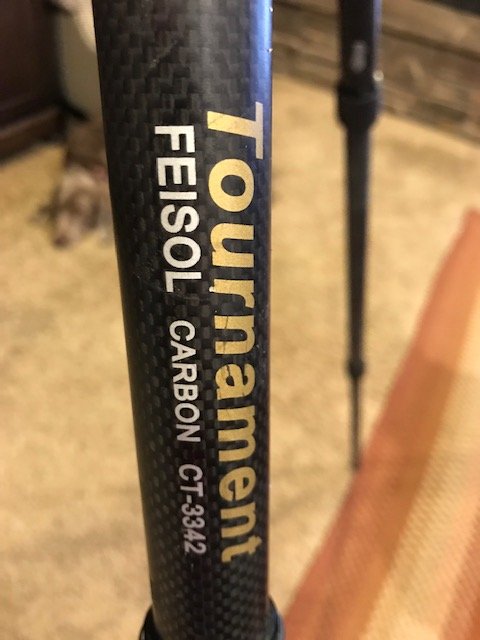 Tournament
FEISOL CARBON CT-3342